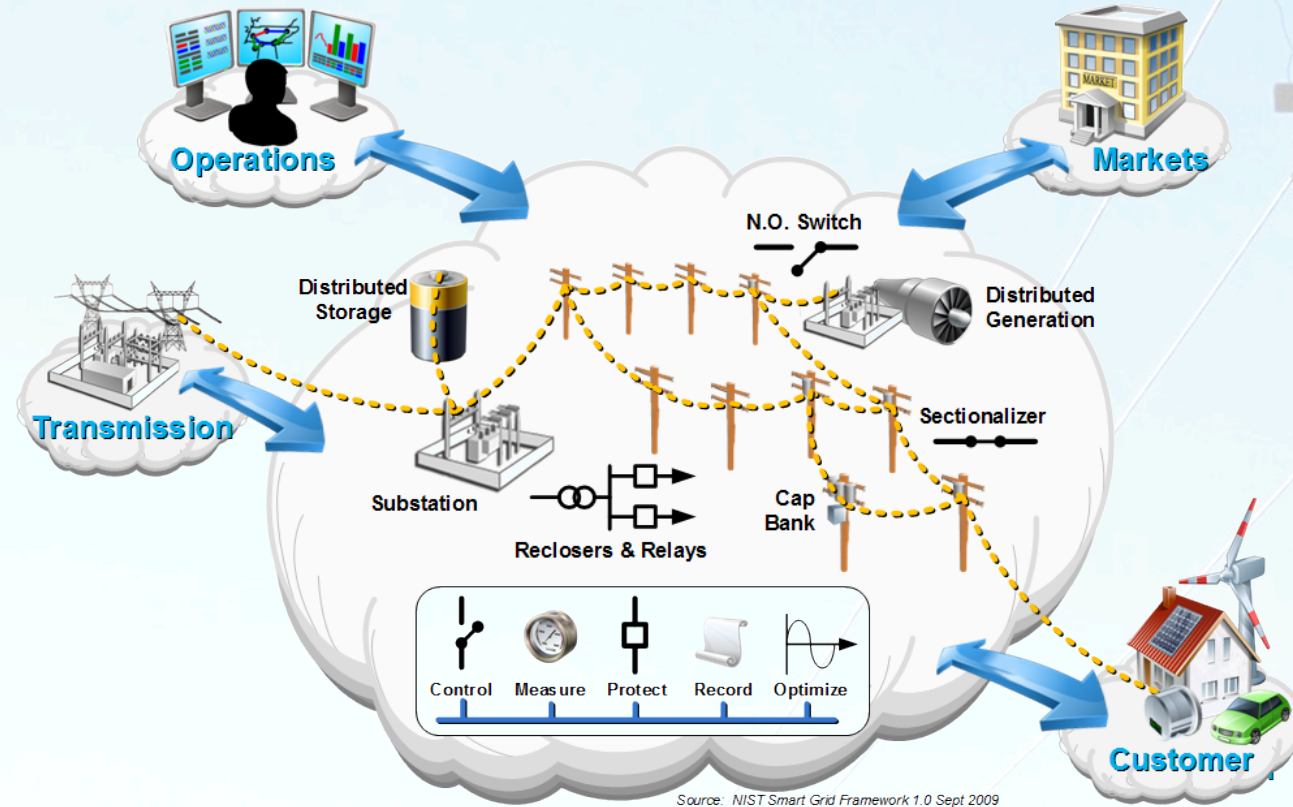 Operations
MARKET
Markets
N.O. Switch
Distributed
Storage
Distributed
Generation
Transmission
Sectionalizer
Substation
Cap
Bank
Reclosers & Relays
Control Measure Protect Record Optimize
Customer
Source: NIST Smart Grid Framework 1.0 Sept 2009